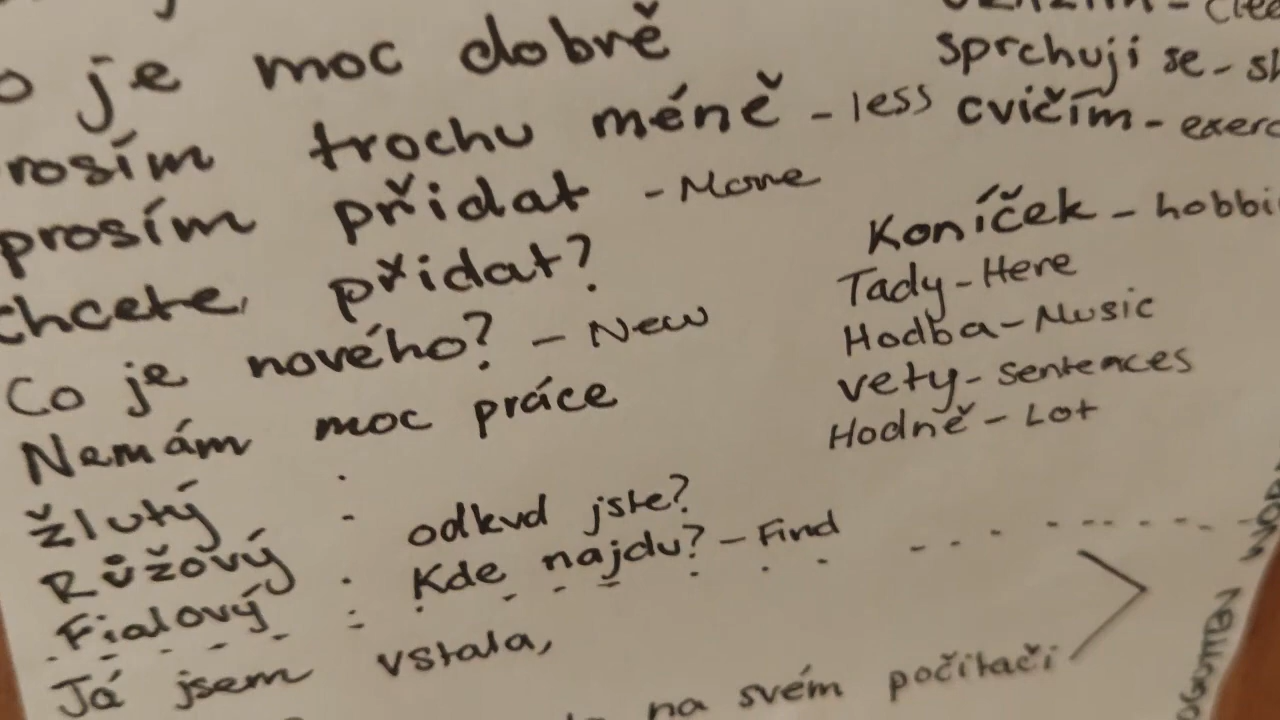 je moc dobrě
prosím trochu méně - less
prosím přidat - More
chcete přidat?
Co je nového? - New
Nemám moc práce
Žlutý
Růžový
Fialový
odkud jste?
Kde najdu? - Find
Já jsem vstala,
na svém počítači
Sprchuji se -
cvičím -
Koníček -
Tady - Here
Hodba - Music
vety - Sentences
Hodně - Lot